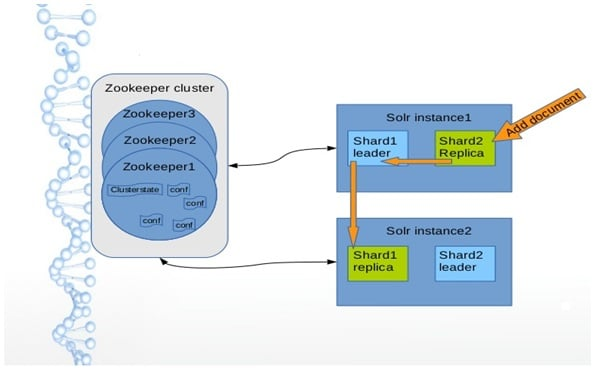 Zookeeper cluster
Zookeeper3
Zookeeper2
Zookeeper1
Clusterstate
conf
conf
conf
conf
Solr instance1
Shard1
leader
Shard2
Replica
Add document
Solr instance2
Shard1
replica
Shard2
leader